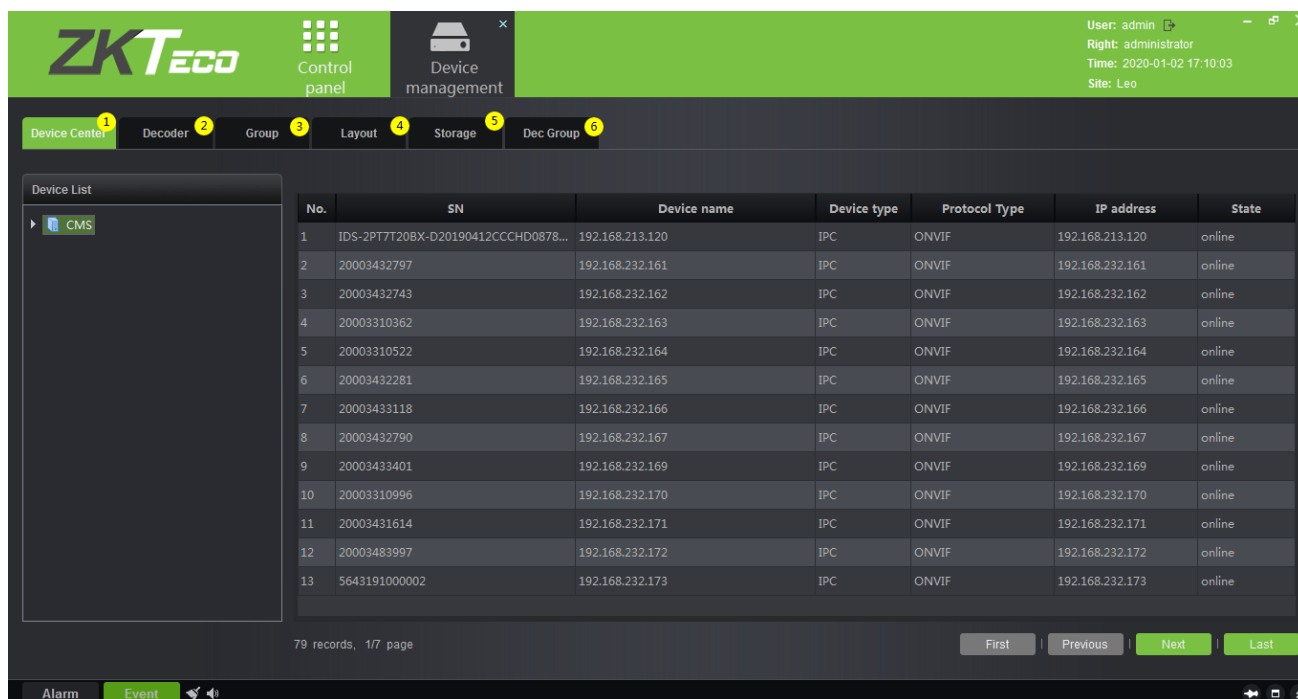 ZKTECO
Control panel
Device management
User: admin
Right: administrator
Time: 2020-01-02 17:10:03
Site: Leo
Device Center 1 Decoder 2 Group 3 Layout 4 Storage 5 Dec Group 6
Device List
CMS
No. SN Device name Device type Protocol Type IP address State
1 IDS-2PT7T20BX-D20190412CCCHD0878... 192.168.213.120 IPC ONVIF 192.168.213.120 online
2 20003432797 192.168.232.161 IPC ONVIF 192.168.232.161 online
3 20003432743 192.168.232.162 IPC ONVIF 192.168.232.162 online
4 20003310362 192.168.232.163 IPC ONVIF 192.168.232.163 online
5 20003310522 192.168.232.164 IPC ONVIF 192.168.232.164 online
6 20003432281 192.168.232.165 IPC ONVIF 192.168.232.165 online
7 20003433118 192.168.232.166 IPC ONVIF 192.168.232.166 online
8 20003432790 192.168.232.167 IPC ONVIF 192.168.232.167 online
9 20003433401 192.168.232.169 IPC ONVIF 192.168.232.169 online
10 20003310996 192.168.232.170 IPC ONVIF 192.168.232.170 online
11 20003431614 192.168.232.171 IPC ONVIF 192.168.232.171 online
12 20003483997 192.168.232.172 IPC ONVIF 192.168.232.172 online
13 5643191000002 192.168.232.173 IPC ONVIF 192.168.232.173 online
79 records, 1/7 page
First | Previous | Next | Last
Alarm Event